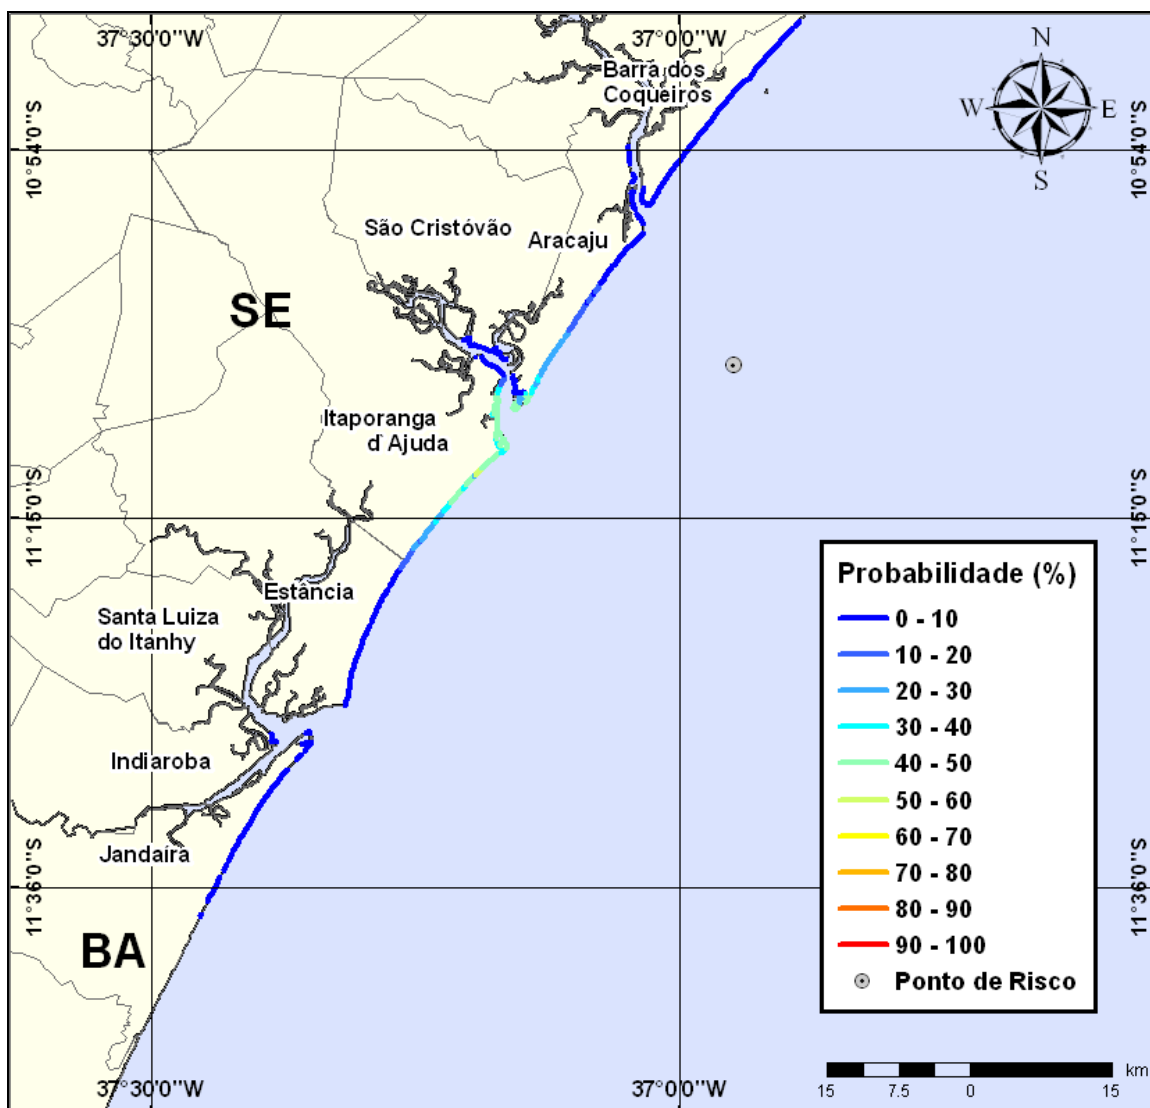 37°30'0''W
37°0'0''W
N
W
E
S
Barra dos
Coqueiros
10°54'0''S
10°54'0''S
São Cristóvão
Aracaju
SE
Itaporanga
d`Ajuda
11°15'0''S
11°15'0''S
Estância
Santa Luiza
do Itanhy
Indiaroba
Jandaíra
11°36'0''S
11°36'0''S
BA
Probabilidade (%)
0 - 10
10 - 20
20 - 30
30 - 40
40 - 50
50 - 60
60 - 70
70 - 80
80 - 90
90 - 100
Ponto de Risco
37°30'0''W
37°0'0''W
km
15 7.5 0 15